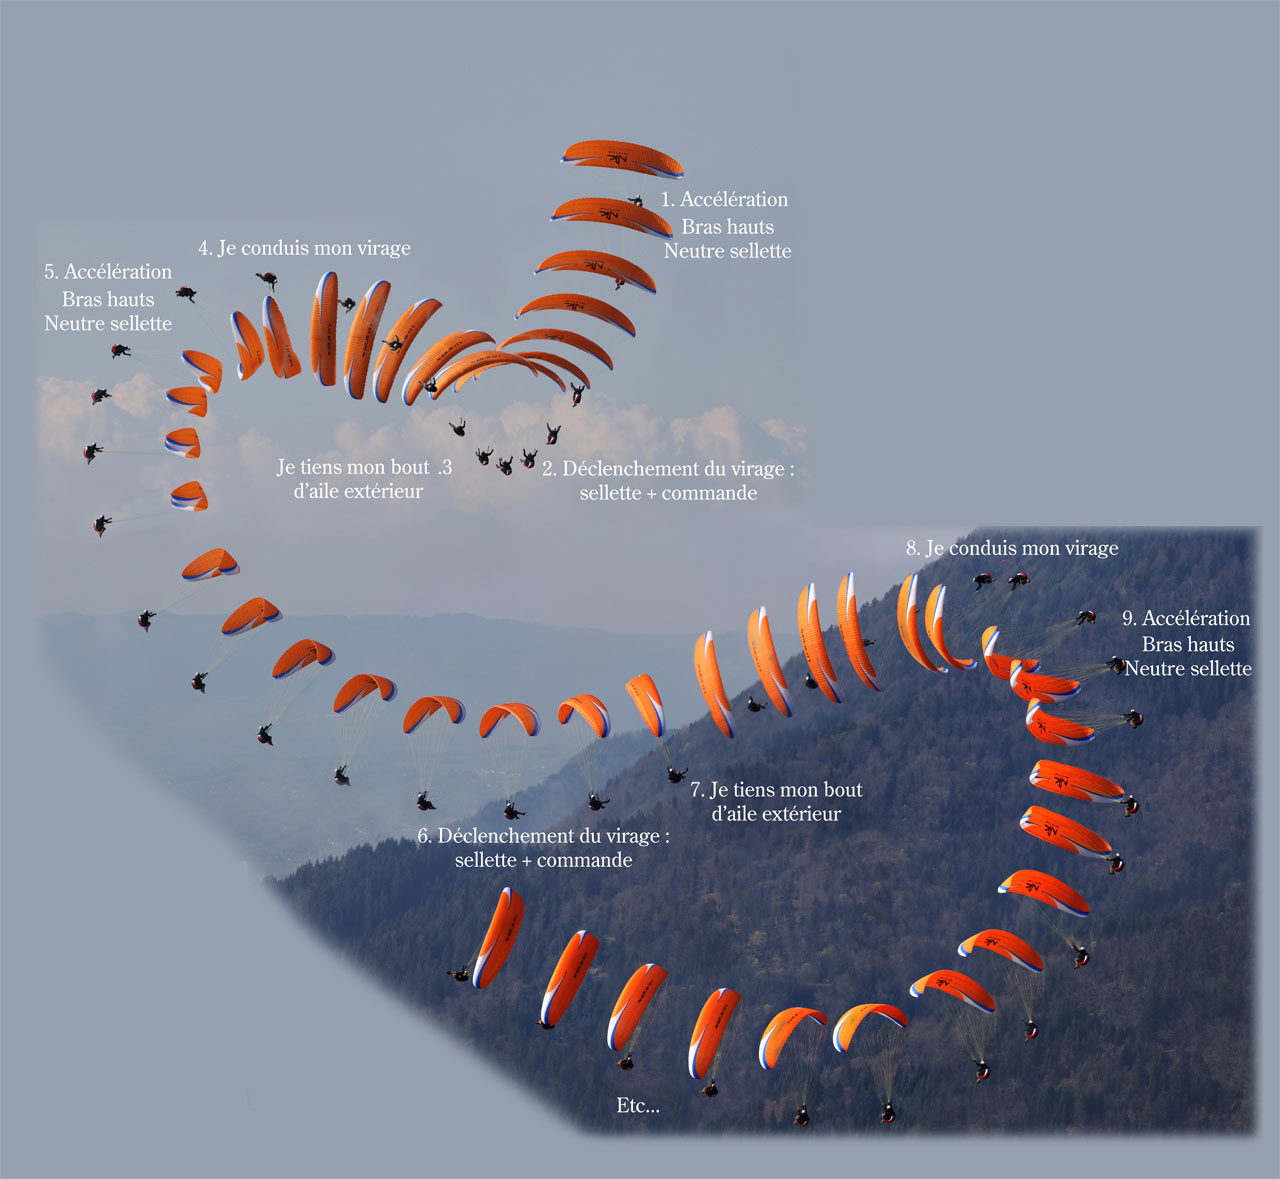 1. Accélération
Bras hauts
Neutre sellette
4. Je conduis mon virage
5. Accélération
Bras hauts
Neutre sellette
Je tiens mon bout .3
d'aile extérieur
2. Déclenchement du virage :
sellette + commande
8. Je conduis mon virage
9. Accélération
Bras hauts
Neutre sellette
7. Je tiens mon bout
d'aile extérieur
6. Déclenchement du virage :
sellette + commande
Etc...